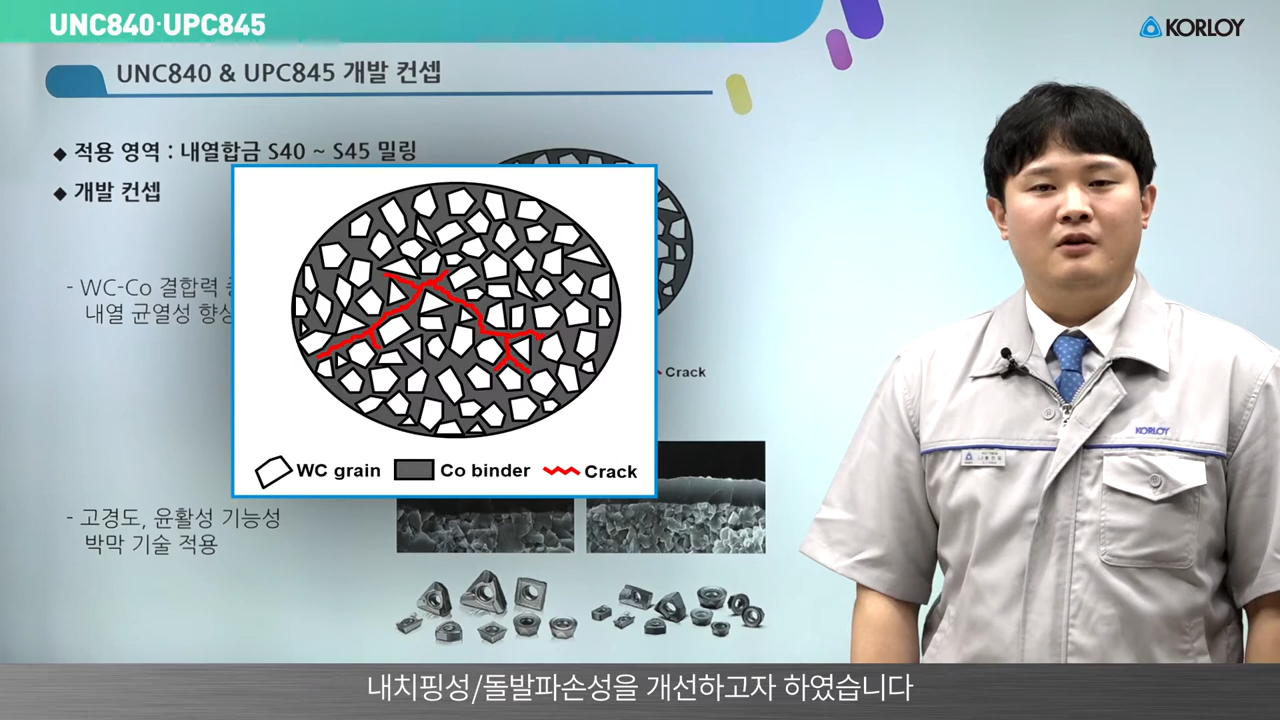 UNC840·UPC845
KORLOY
UNC840 & UPC845 개발 컨셉
◆ 적용 영역 : 내열합금 S40 ~ S45 밀링
◆ 개발 컨셉
- WC-Co 결합력
내열 균열성 향상
Crack
WC grain
Co binder
Crack
KORLOY
- 고경도, 윤활성 기능성
박막 기술 적용
내치핑성/돌발파손성을 개선하고자 하였습니다